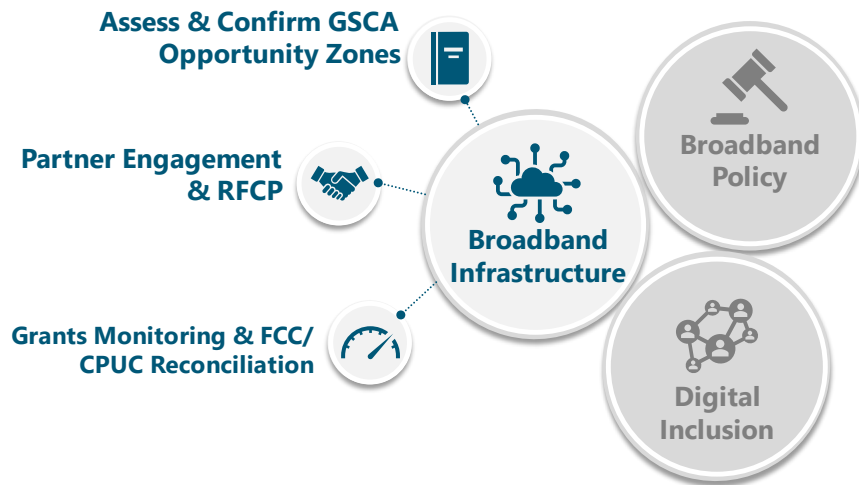 Assess & Confirm GSCA
Opportunity Zones
Partner Engagement
& RFCP
Grants Monitoring & FCC/
CPUC Reconciliation
Broadband
Infrastructure
Broadband
Policy
Digital
Inclusion